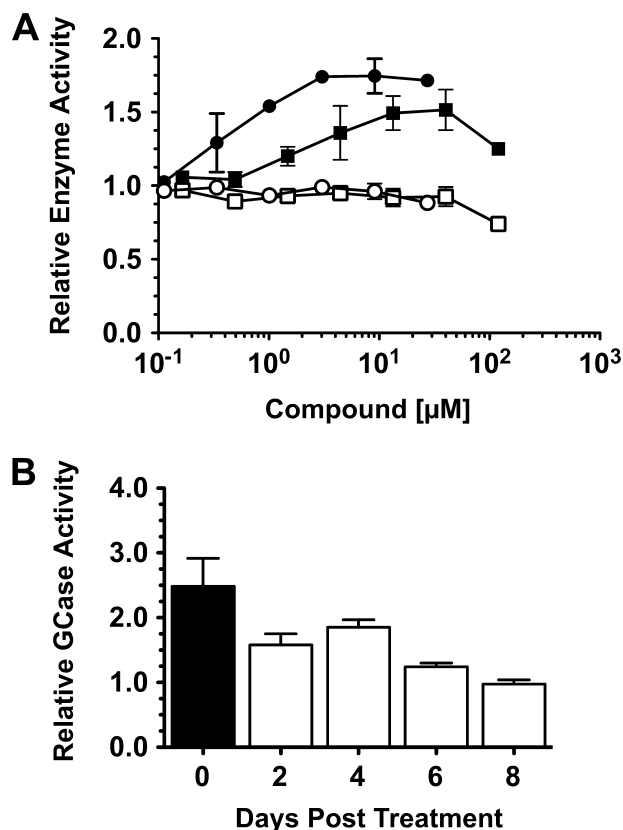 A
Relative Enzyme Activity
2.0
1.5
1.0
0.5
0.0
10-1 100 101 102 103
Compound [µM]
B
Relative GCase Activity
4.0
3.0
2.0
1.0
0.0
0 2 4 6 8
Days Post Treatment